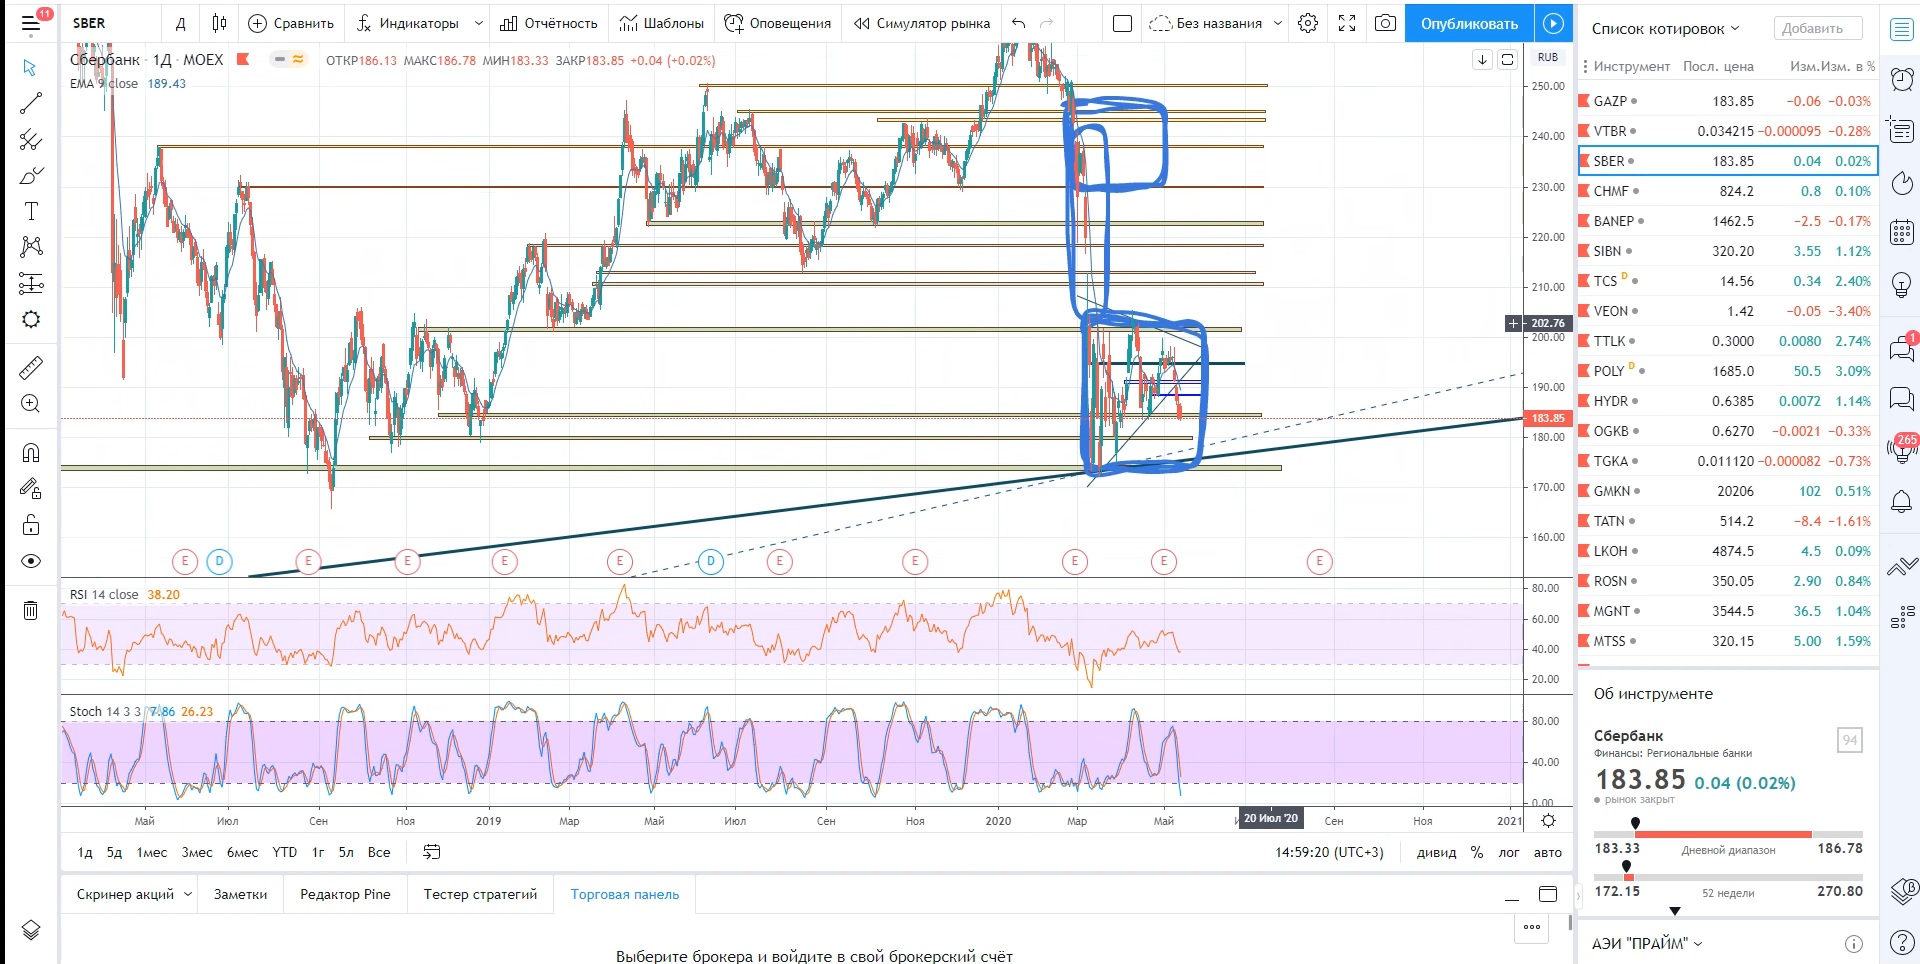 11
SBER
Д
Сравнить
Индикаторы
Отчётность
Шаблоны
Оповещения
Симулятор рынка
Без названия
Опубликовать
Сбербанк · 1Д · MOEX ОТКР186.13 МАКС186.78 МИН183.33 ЗАКР183.85 +0.04 (+0.02%)
EMA 9 close 189.43
RUB
250.00
240.00
230.00
220.00
210.00
202.76
200.00
190.00
183.85
180.00
170.00
160.00
E D E E E E D E E E E E
RSI 14 close 38.20
80.00
60.00
40.00
20.00
Stoch 14 3 3 7.86 26.23
80.00
40.00
0.00
Май Июл Сен Ноя 2019 Мар Май Июл Сен Ноя 2020 Мар Май 20 Июл '20 Сен Ноя 2021
1д 5д 1мес 3мес 6мес YTD 1г 5л Все
14:59:20 (UTC+3) дивид % лог авто
Скринер акций Заметки Редактор Pine Тестер стратегий Торговая панель
Выберите брокера и войдите в свой брокерский счёт
Список котировок Добавить
Инструмент Посл. цена Изм. Изм. в %
GAZP 183.85 −0.06 −0.03%
VTBR 0.034215 −0.000095 −0.28%
SBER 183.85 0.04 0.02%
CHMF 824.2 0.8 0.10%
BANEP 1462.5 −2.5 −0.17%
SIBN 320.20 3.55 1.12%
TCS D 14.56 0.34 2.40%
VEON 1.42 −0.05 −3.40%
TTLK 0.3000 0.0080 2.74%
POLY D 1685.0 50.5 3.09%
HYDR 0.6385 0.0072 1.14%
OGKB 0.6270 −0.0021 −0.33%
TGKA 0.011120 −0.000082 −0.73%
GMKN 20206 102 0.51%
TATN 514.2 −8.4 −1.61%
LKOH 4874.5 4.5 0.09%
ROSN 350.05 2.90 0.84%
MGNT 3544.5 36.5 1.04%
MTSS 320.15 5.00 1.59%
Об инструменте
Сбербанк 94
Финансы: Региональные банки
183.85 0.04 (0.02%)
рынок закрыт
183.33 Дневной диапазон 186.78
172.15 52 недели 270.80
АЭИ "ПРАЙМ"
1
265